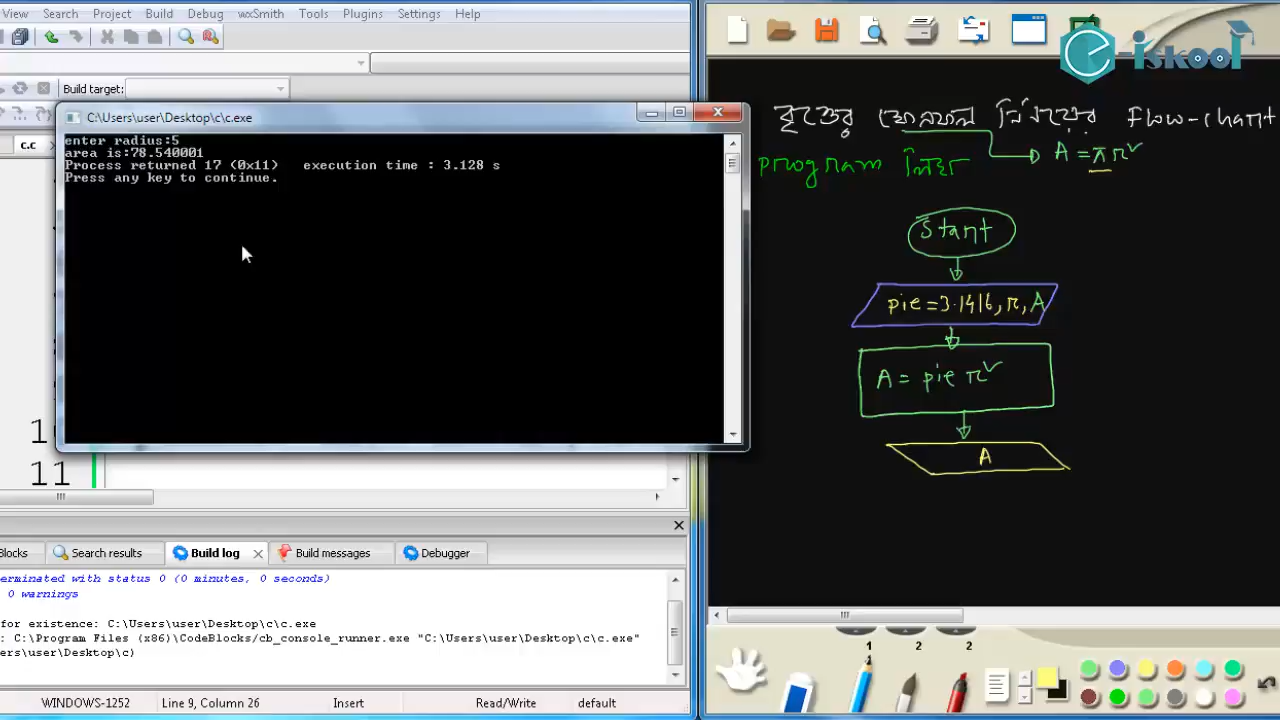 View Search Project Build Debug wxSmith Tools Plugins Settings Help
Build target:
C:\Users\user\Desktop\c\c.exe
c.c
enter radius:5
area is:78.540001
Process returned 17 (0x11) execution time : 3.128 s
Press any key to continue.
10
11
Blocks Search results Build log Build messages Debugger
erminated with status 0 (0 minutes, 0 seconds)
0 warnings
for existence: C:\Users\user\Desktop\c\c.exe
: C:\Program Files (x86)\CodeBlocks/cb_console_runner.exe "C:\Users\user\Desktop\c\c.exe"
ers\user\Desktop\c)
WINDOWS-1252 Line 9, Column 26 Insert Read/Write default
e-iskool
বৃত্তের ক্ষেত্রফল নির্ণয়ের Flow-chart
program লিখ
A = πr²
Start
pie=3.1416, r, A
A = pie r²
A
1 2 2